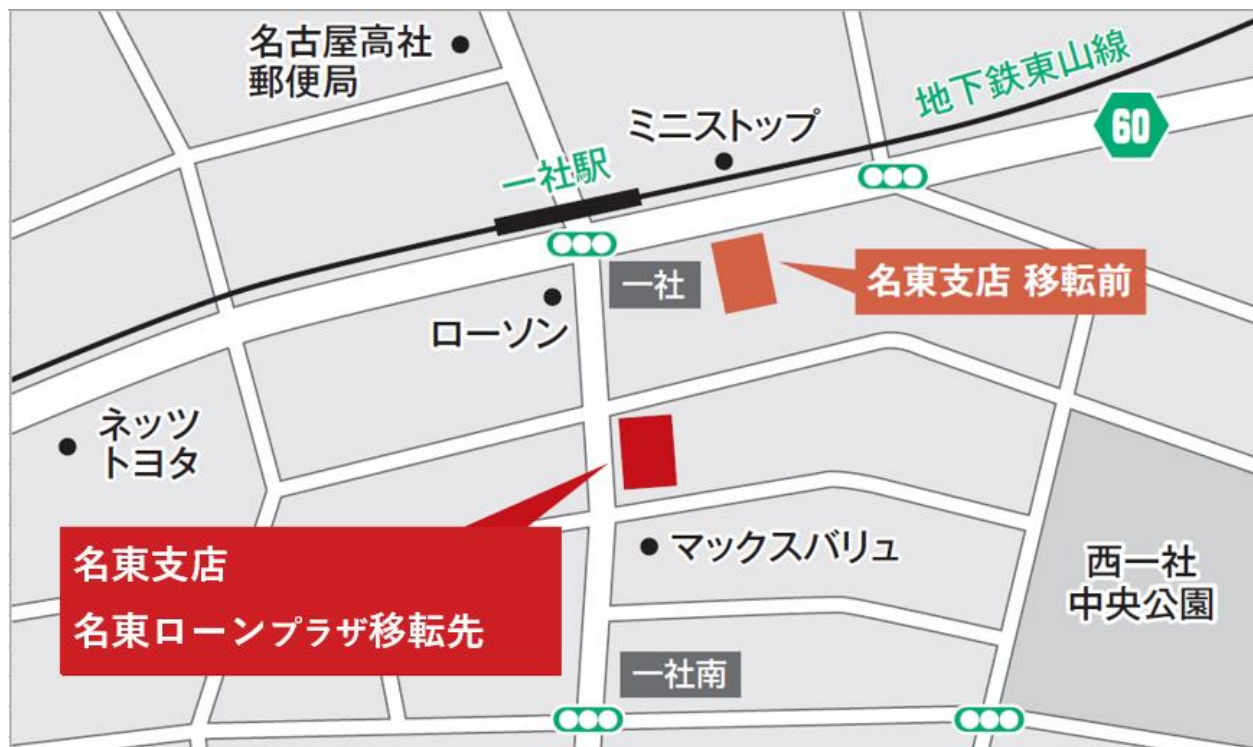 名古屋高社
郵便局
地下鉄東山線
60
ミニストップ
一社駅
一社
名東支店 移転前
ローソン
ネッツ
トヨタ
名東支店
名東ローンプラザ移転先
マックスバリュ
西一社
中央公園
一社南